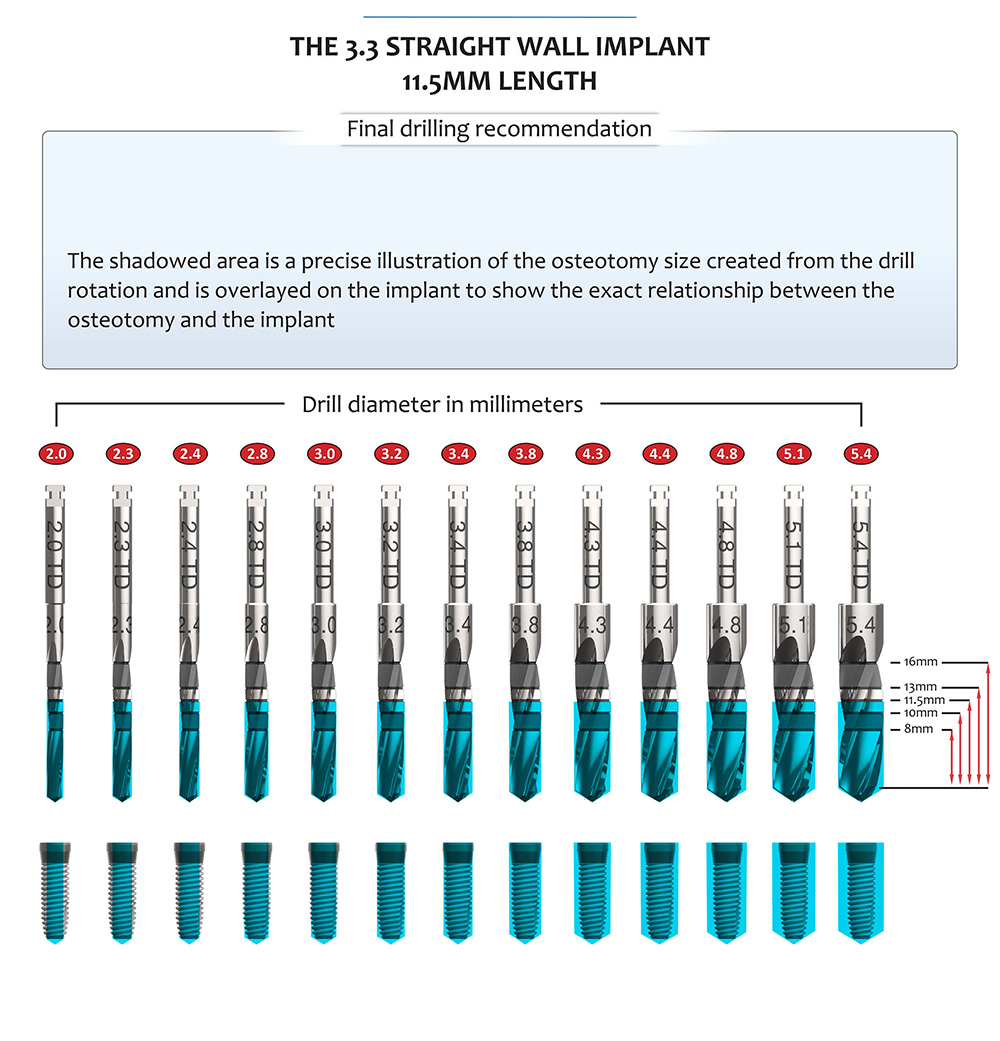 THE 3.3 STRAIGHT WALL IMPLANT
11.5MM LENGTH
Final drilling recommendation
The shadowed area is a precise illustration of the osteotomy size created from the drill
rotation and is overlayed on the implant to show the exact relationship between the
osteotomy and the implant
Drill diameter in millimeters
2.0 2.3 2.4 2.8 3.0 3.2 3.4 3.8 4.3 4.4 4.8 5.1 5.4
2.0 TD 2.3 TD 2.4 TD 2.8 TD 3.0 TD 3.2 TD 3.4 TD 3.8 TD 4.3 TD 4.4 TD 4.8 TD 5.1 TD 5.4 TD
2.0 2.3 2.4 2.8 3.0 3.2 3.4 3.8 4.3 4.4 4.8 5.1 5.4
16mm
13mm
11.5mm
10mm
8mm